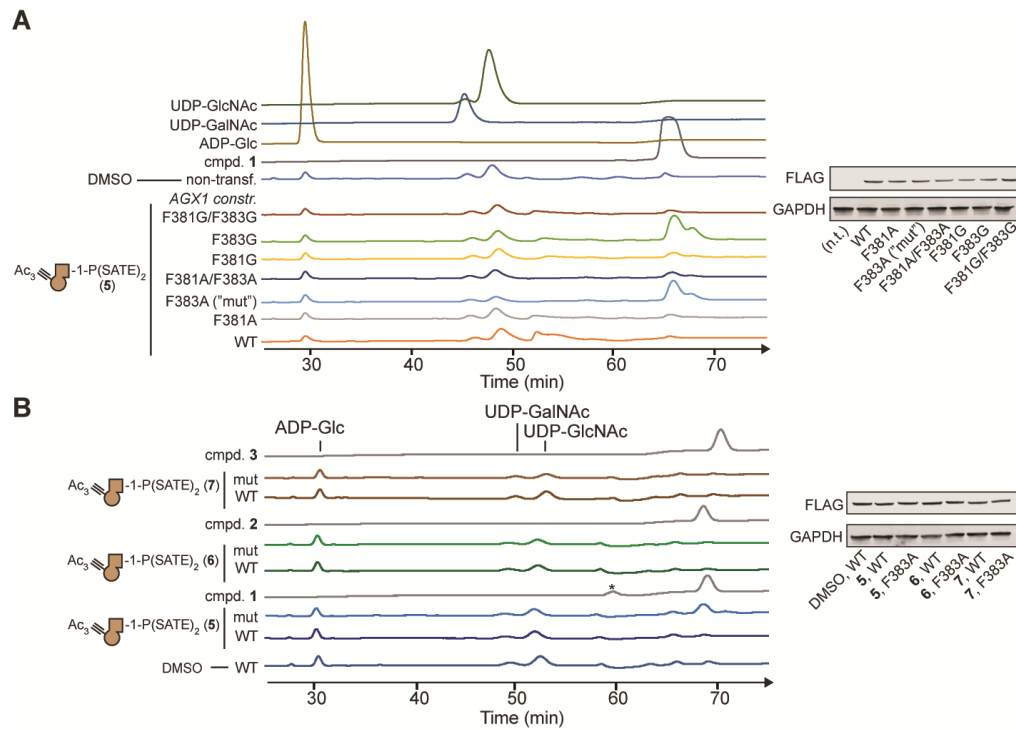 A
UDP-GlcNAc
UDP-GalNAc
ADP-Glc
cmpd. 1
DMSO non-transf.
AGX1 constr.
F381G/F383G
F383G
F381G
F381A/F383A
F383A ("mut")
F381A
WT
Ac3 -1-P(SATE)2
(5)
30 40 50 60 70
Time (min)
FLAG
GAPDH
(n.t.)
WT
F381A
F383A ("mut")
F381A/F383A
F381G
F383G
F381G/F383G
B
ADP-Glc
UDP-GalNAc
UDP-GlcNAc
cmpd. 3
Ac3 -1-P(SATE)2 (7)
mut
WT
cmpd. 2
Ac3 -1-P(SATE)2 (6)
mut
WT
cmpd. 1
*
Ac3 -1-P(SATE)2 (5)
mut
WT
DMSO WT
30 40 50 60 70
Time (min)
FLAG
GAPDH
DMSO, WT
5, WT
5, F383A
6, WT
6, F383A
7, WT
7, F383A